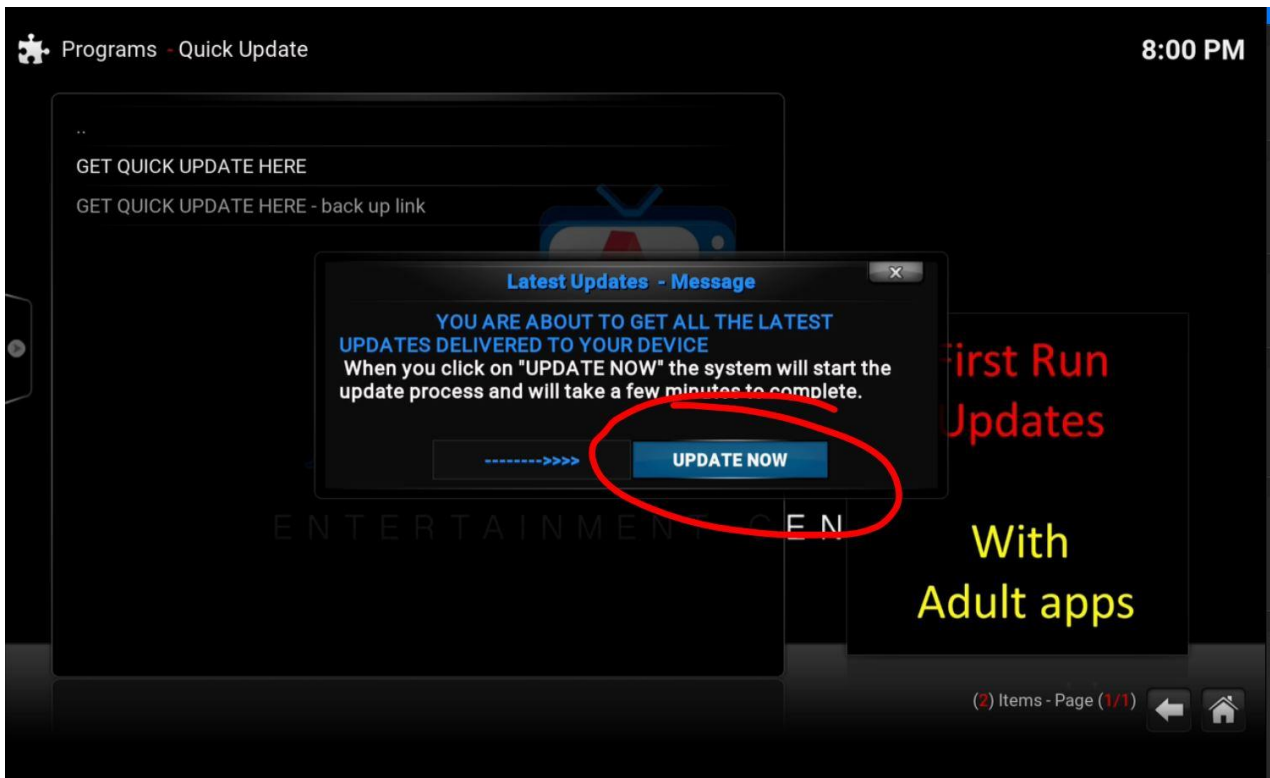 Programs - Quick Update
8:00 PM
..
GET QUICK UPDATE HERE
GET QUICK UPDATE HERE - back up link
Latest Updates - Message
X
YOU ARE ABOUT TO GET ALL THE LATEST
UPDATES DELIVERED TO YOUR DEVICE
When you click on "UPDATE NOW" the system will start the
update process and will take a few minutes to complete.
-------->>>>
UPDATE NOW
ENTERTAINMENT CEN
First Run
Updates
With
Adult apps
(2) Items - Page (1/1)